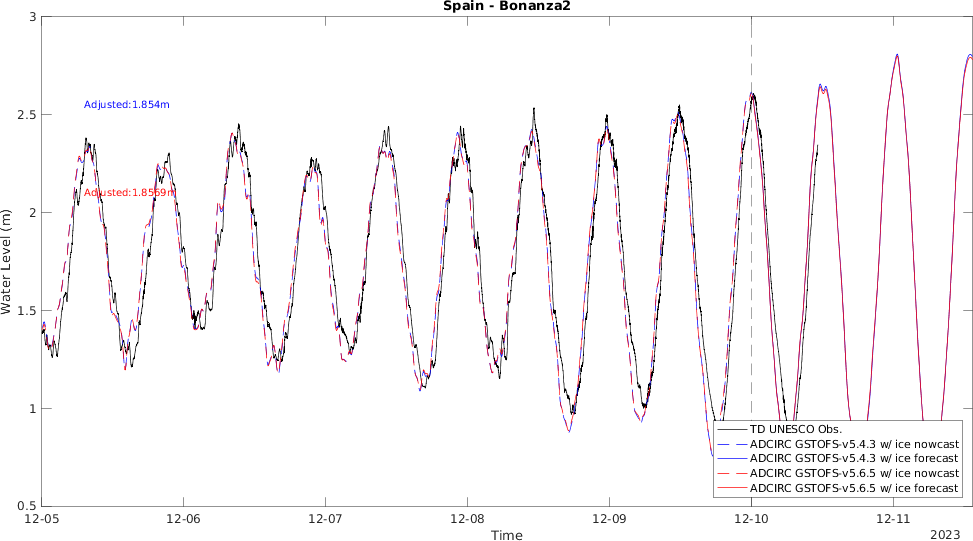 Spain - Bonanza2
3
2.5
2
1.5
1
0.5
Water Level (m)
Adjusted:1.854m
Adjusted:1.8569m
TD UNESCO Obs.
ADCIRC GSTOFS-v5.4.3 w/ ice nowcast
ADCIRC GSTOFS-v5.4.3 w/ ice forecast
ADCIRC GSTOFS-v5.6.5 w/ ice nowcast
ADCIRC GSTOFS-v5.6.5 w/ ice forecast
12-05 12-06 12-07 12-08 12-09 12-10 12-11
Time
2023